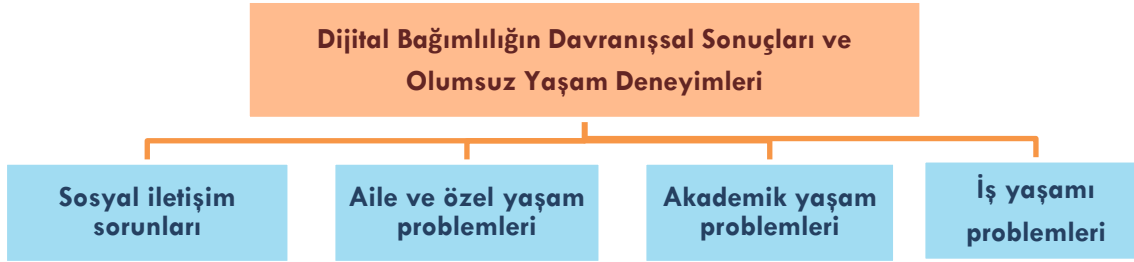 Dijital Bağımlılığın Davranışsal Sonuçları ve
Olumsuz Yaşam Deneyimleri
Sosyal iletişim
sorunları
Aile ve özel yaşam
problemleri
Akademik yaşam
problemleri
İş yaşamı
problemleri